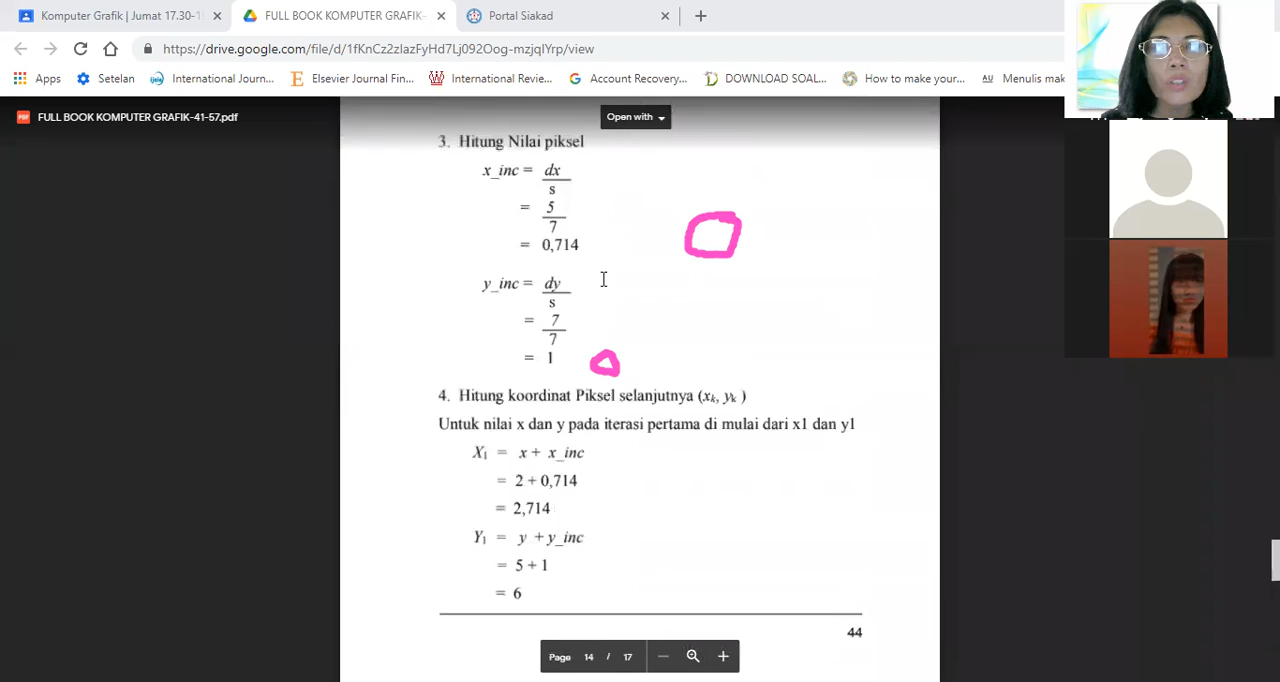 Komputer Grafik | Jumat 17.30-1
FULL BOOK KOMPUTER GRAFIK-
Portal Siakad
https://drive.google.com/file/d/1fKnCz2zIazFyHd7Lj092Oog-mzjqIYrp/view
Apps
Setelan
International Journ...
Elsevier Journal Fin...
International Revie...
Account Recovery...
DOWNLOAD SOAL...
How to make your...
AU Menulis mak
FULL BOOK KOMPUTER GRAFIK-41-57.pdf
Open with
3. Hitung Nilai piksel
x_inc = dx
s
= 5
7
= 0,714
y_inc = dy
s
= 7
7
= 1
4. Hitung koordinat Piksel selanjutnya (xk, yk )
Untuk nilai x dan y pada iterasi pertama di mulai dari x1 dan y1
X1 = x + x_inc
= 2 + 0,714
= 2,714
Y1 = y + y_inc
= 5 + 1
= 6
44
Page 14 / 17